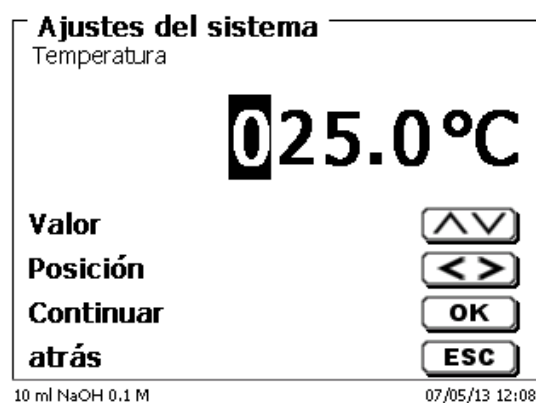 Ajustes del sistema
Temperatura
025.0°C
Valor
Posición
Continuar OK
atrás ESC
10 ml NaOH 0.1 M 07/05/13 12:08